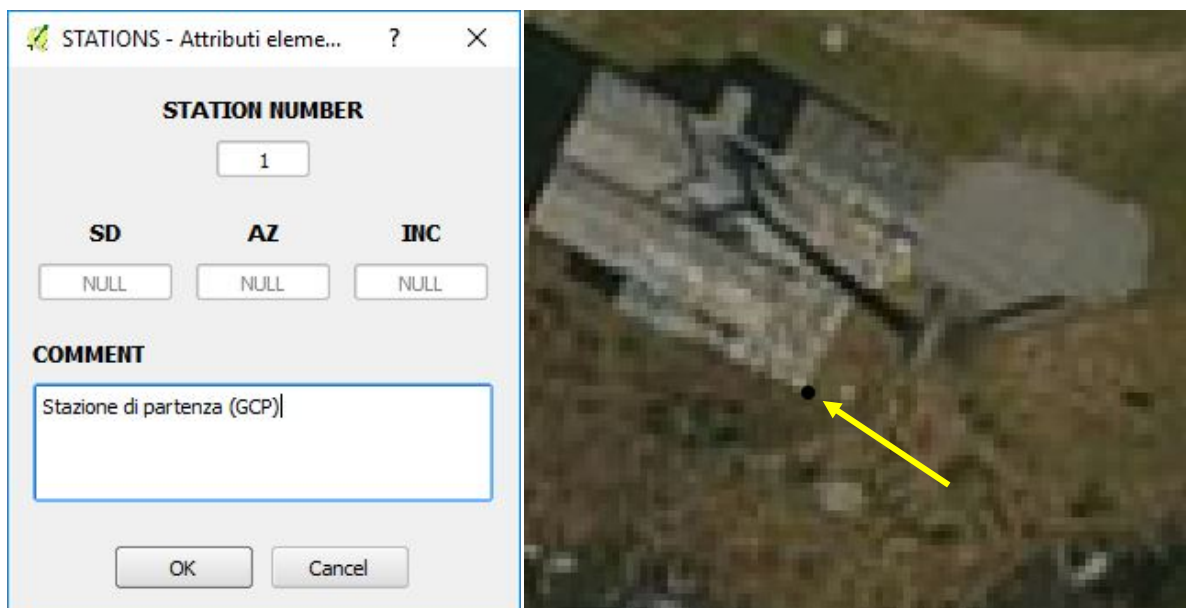 STATIONS - Attributi eleme... ? ×
STATION NUMBER
1
SD AZ INC
NULL NULL NULL
COMMENT
Stazione di partenza (GCP)
OK Cancel